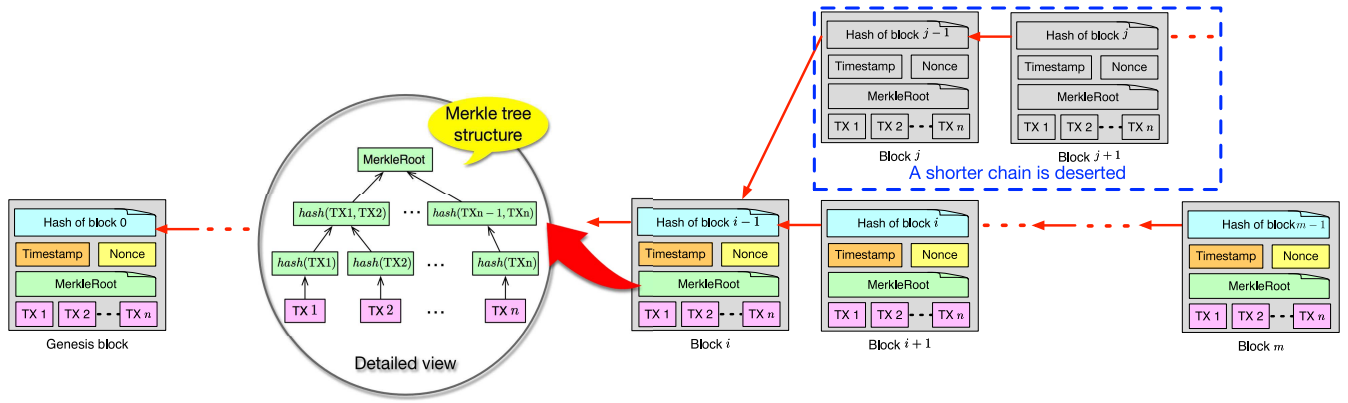 Hash of block j − 1
Timestamp Nonce
MerkleRoot
TX 1 TX 2 TX n
Block j
Hash of block j
Timestamp Nonce
MerkleRoot
TX 1 TX 2 TX n
Block j + 1
A shorter chain is deserted
Merkle tree
structure
MerkleRoot
hash(TX1, TX2) ··· hash(TXn − 1, TXn)
hash(TX1) hash(TX2) ··· hash(TXn)
TX 1 TX 2 ··· TX n
Detailed view
Hash of block 0
Timestamp Nonce
MerkleRoot
TX 1 TX 2 TX n
Genesis block
Hash of block i − 1
Timestamp Nonce
MerkleRoot
TX 1 TX 2 TX n
Block i
Hash of block i
Timestamp Nonce
MerkleRoot
TX 1 TX 2 TX n
Block i + 1
Hash of block m − 1
Timestamp Nonce
MerkleRoot
TX 1 TX 2 TX n
Block m